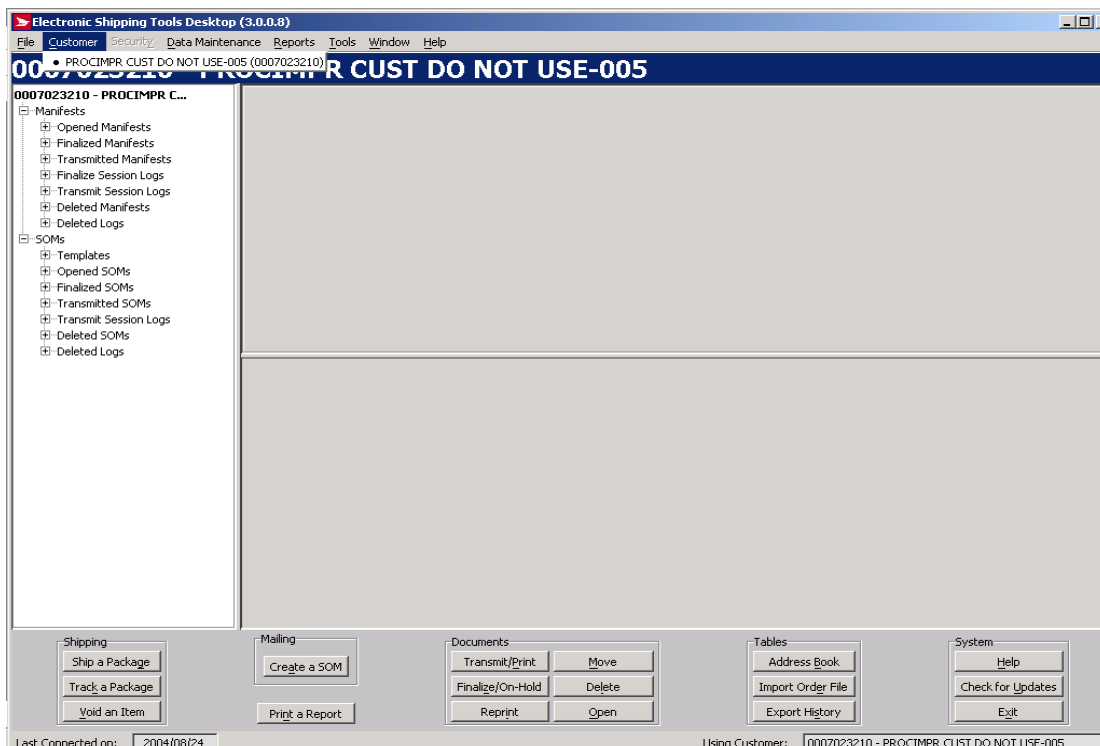 Electronic Shipping Tools Desktop (3.0.0.8)
File Customer Security Data Maintenance Reports Tools Window Help
• PROCIMPR CUST DO NOT USE-005 (0007023210)
0007023210 - PROCIMPR CUST DO NOT USE-005
0007023210 - PROCIMPR C...
Manifests
Opened Manifests
Finalized Manifests
Transmitted Manifests
Finalize Session Logs
Transmit Session Logs
Deleted Manifests
Deleted Logs
SOMs
Templates
Opened SOMs
Finalized SOMs
Transmitted SOMs
Transmit Session Logs
Deleted SOMs
Deleted Logs
Shipping
Ship a Package
Track a Package
Void an Item
Mailing
Create a SOM
Print a Report
Documents
Transmit/Print Move
Finalize/On-Hold Delete
Reprint Open
Tables
Address Book
Import Order File
Export History
System
Help
Check for Updates
Exit
Last Connected on: 2004/08/24
Using Customer: 0007023210 - PROCIMPR CUST DO NOT USE-005